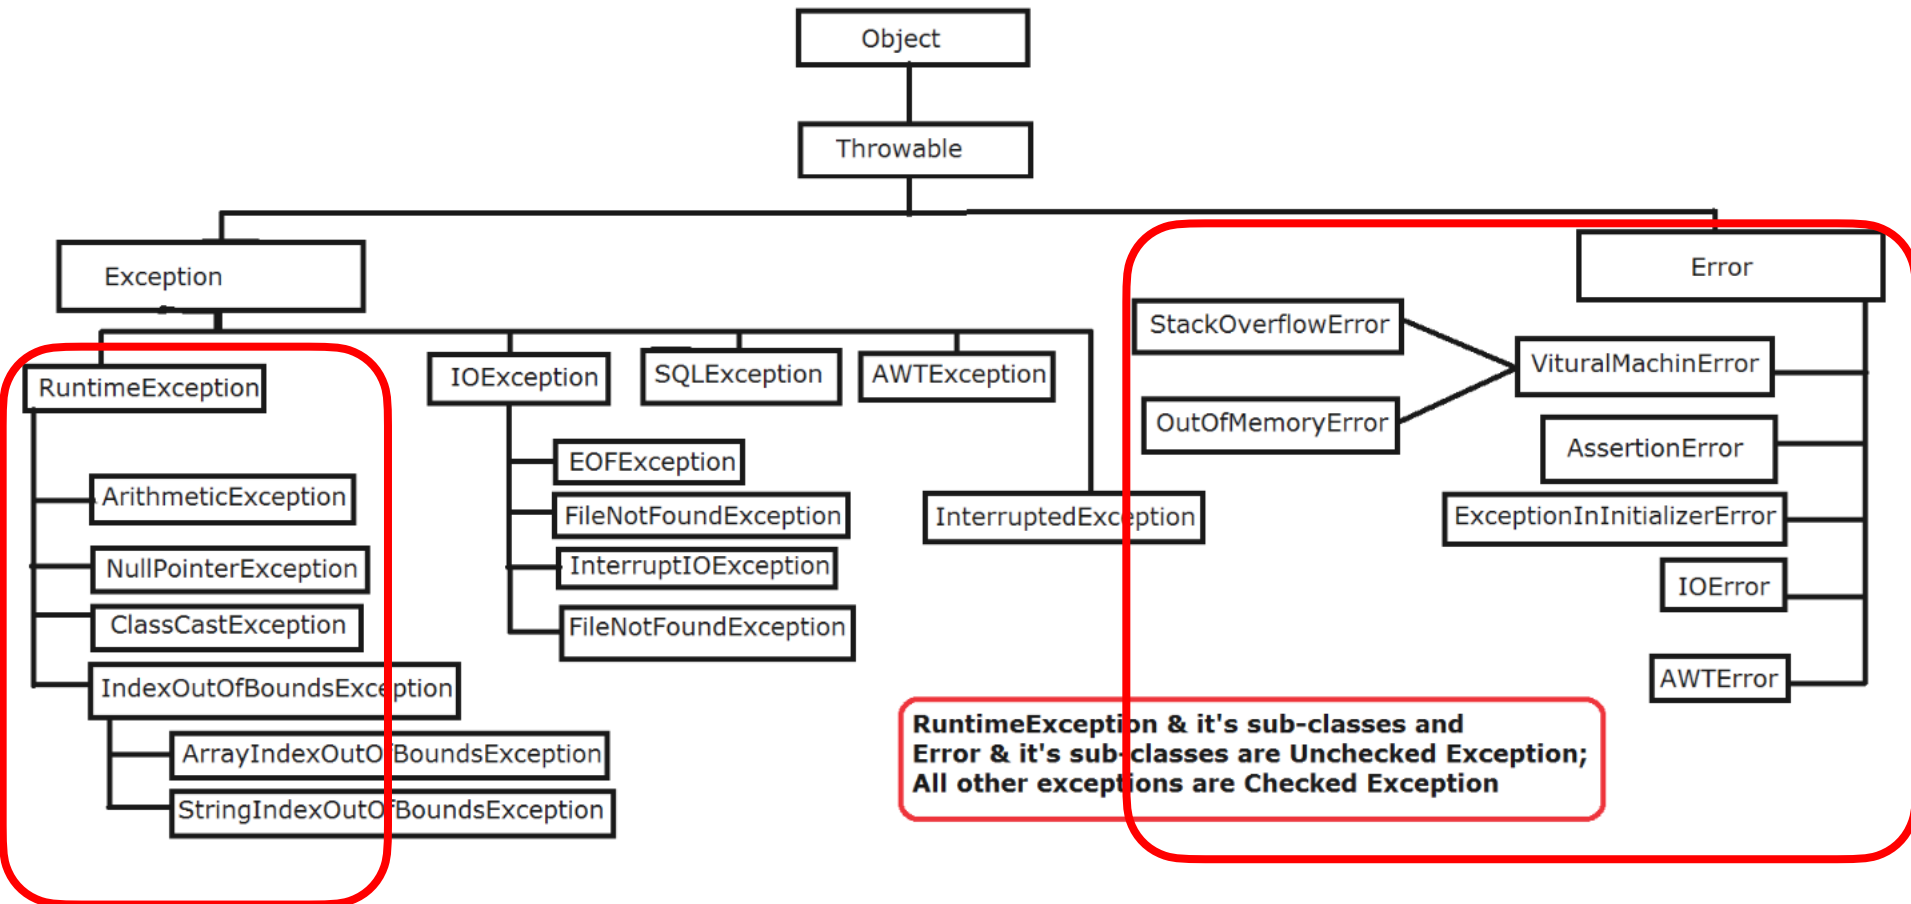 Object
Throwable
Exception
Error
RuntimeException
IOException
SQLException
AWTException
StackOverflowError
VituralMachinError
OutOfMemoryError
AssertionError
EOFException
ArithmeticException
FileNotFoundException
InterruptedException
ExceptionInInitializerError
NullPointerException
InterruptIOException
IOError
ClassCastException
FileNotFoundException
IndexOutOfBoundsException
AWTError
ArrayIndexOutOfBoundsException
StringIndexOutOfBoundsException
RuntimeException & it's sub-classes and
Error & it's sub-classes are Unchecked Exception;
All other exceptions are Checked Exception